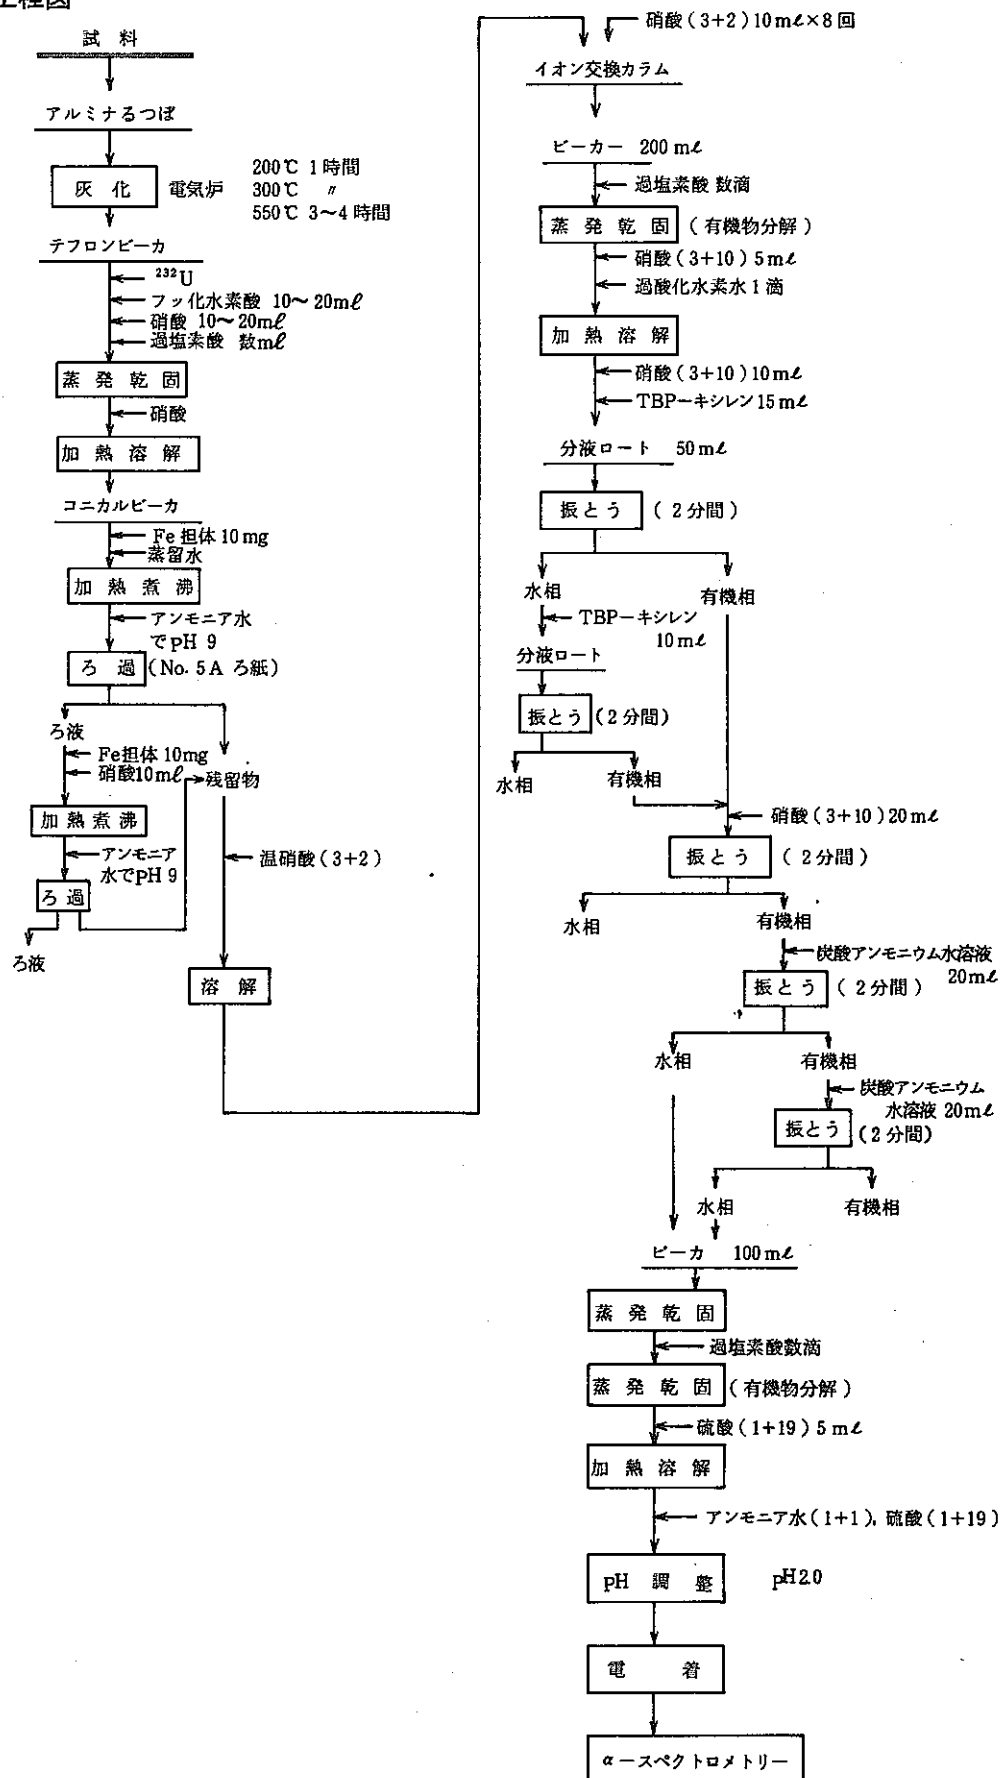 工程図
試料
アルミナるつぼ
灰化 電気炉
200℃ 1時間
300℃ 〃
550℃ 3~4時間
テフロンビーカ
²³²U
フッ化水素酸 10~20mℓ
硝酸 10~20mℓ
過塩素酸 数mℓ
蒸発乾固
硝酸
加熱溶解
コニカルビーカ
Fe担体10mg
蒸留水
加熱煮沸
アンモニア水
でpH 9
ろ過 (No.5A ろ紙)
ろ液
Fe担体10mg
硝酸10mℓ
残留物
加熱煮沸
アンモニア
水でpH 9
温硝酸(3+2)
ろ過
ろ液
溶解
硝酸(3+2)10mℓ×8回
イオン交換カラム
ビーカー 200mℓ
過塩素酸 数滴
蒸発乾固 (有機物分解)
硝酸(3+10)5mℓ
過酸化水素水1滴
加熱溶解
硝酸(3+10)10mℓ
TBP-キシレン15mℓ
分液ロート 50mℓ
振とう (2分間)
水相
有機相
TBP-キシレン
10mℓ
分液ロート
振とう (2分間)
水相
有機相
硝酸(3+10)20mℓ
振とう (2分間)
水相
有機相
炭酸アンモニウム水溶液
20mℓ
振とう (2分間)
水相
有機相
炭酸アンモニウム
水溶液 20mℓ
振とう (2分間)
水相
有機相
ビーカ 100mℓ
蒸発乾固
過塩素酸数滴
蒸発乾固 (有機物分解)
硫酸(1+19)5mℓ
加熱溶解
アンモニア水(1+1), 硫酸(1+19)
pH調整 pH2.0
電着
α-スペクトロメトリー